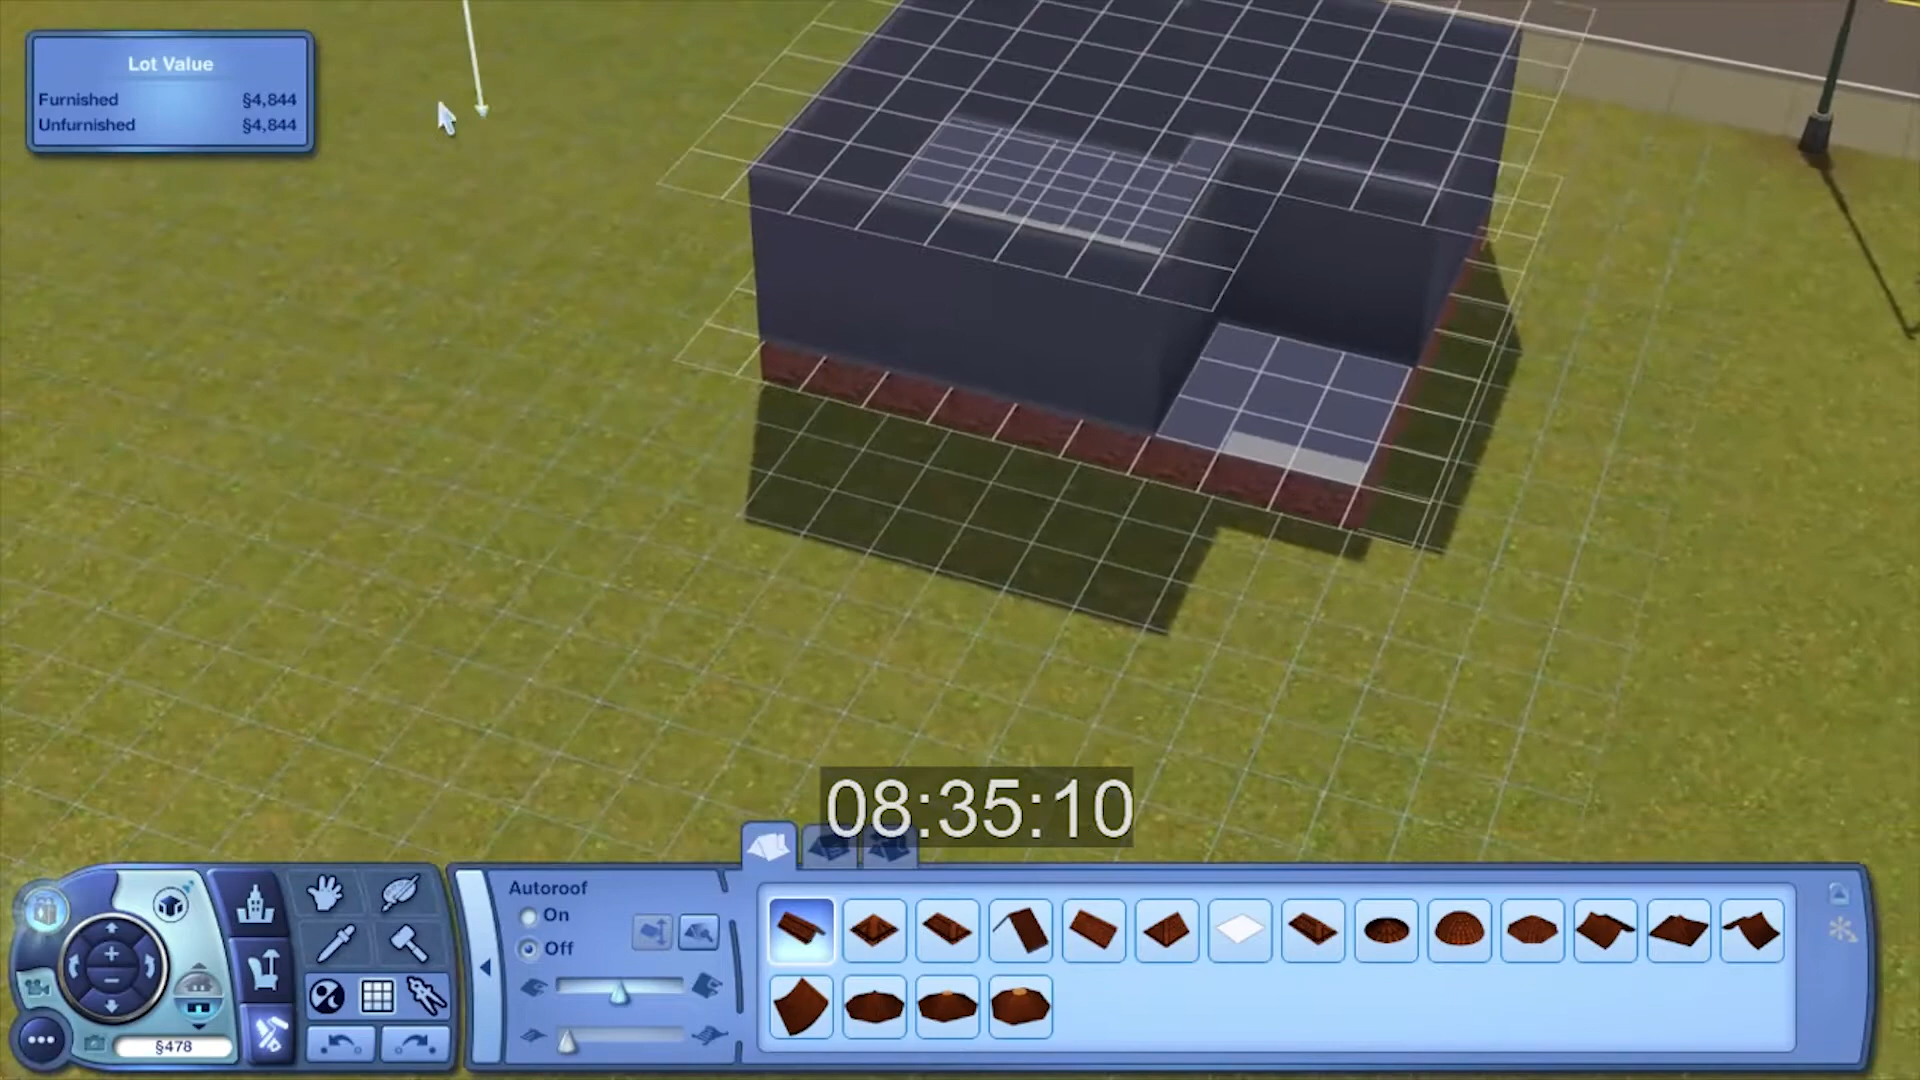 Lot Value
Furnished §4,844
Unfurnished §4,844
08:35:10
Autoroof
On
Off
§478